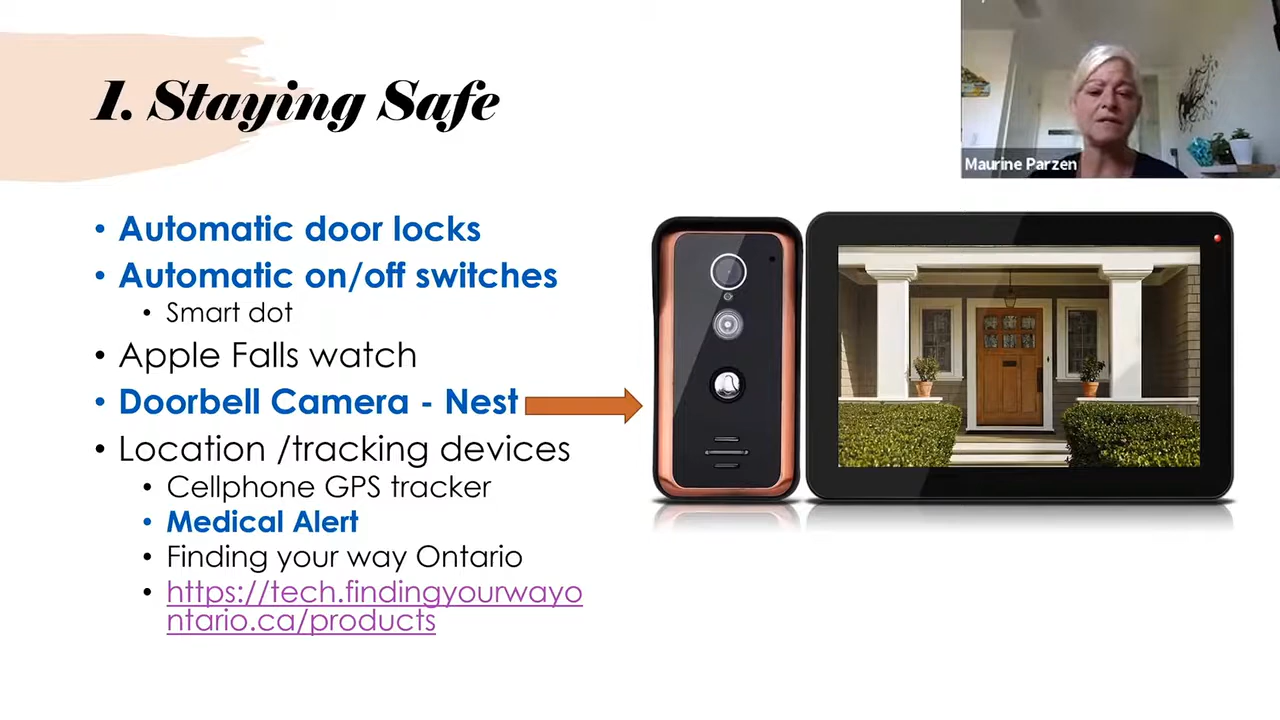 1. Staying Safe
Maurine Parzen
• Automatic door locks
• Automatic on/off switches
• Smart dot
• Apple Falls watch
• Doorbell Camera - Nest
• Location /tracking devices
• Cellphone GPS tracker
• Medical Alert
• Finding your way Ontario
• https://tech.findingyourwayo
ntario.ca/products